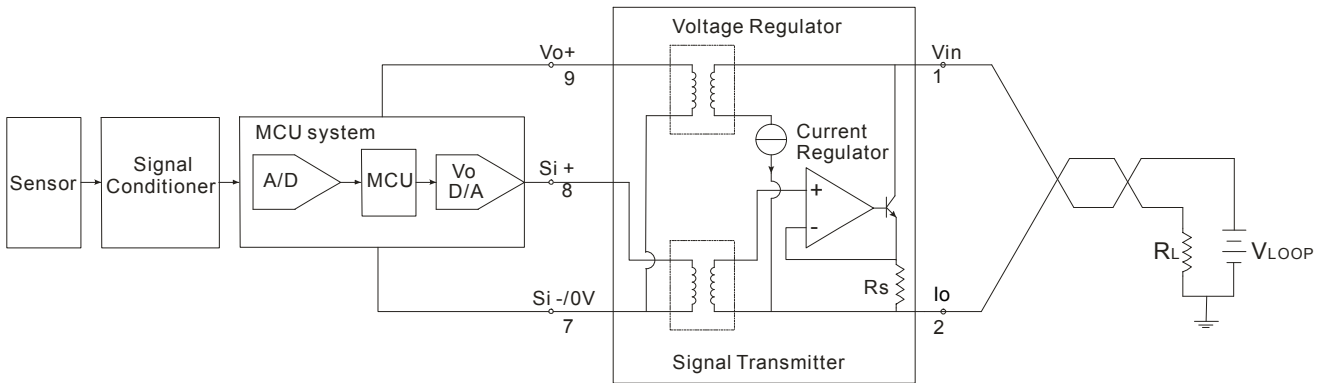 Voltage Regulator
Vo+
9
Vin
1
MCU system
Sensor
Signal
Conditioner
A/D
MCU
Vo
D/A
Si +
8
Current
Regulator
+
-
Rs
RL
VLOOP
Si -/0V
7
Io
2
Signal Transmitter